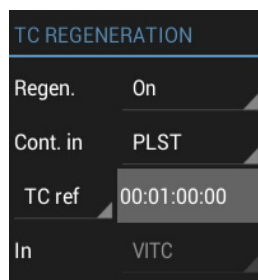 TC REGENERATION
Regen. On
Cont. in PLST
TC ref 00:01:00:00
In VITC